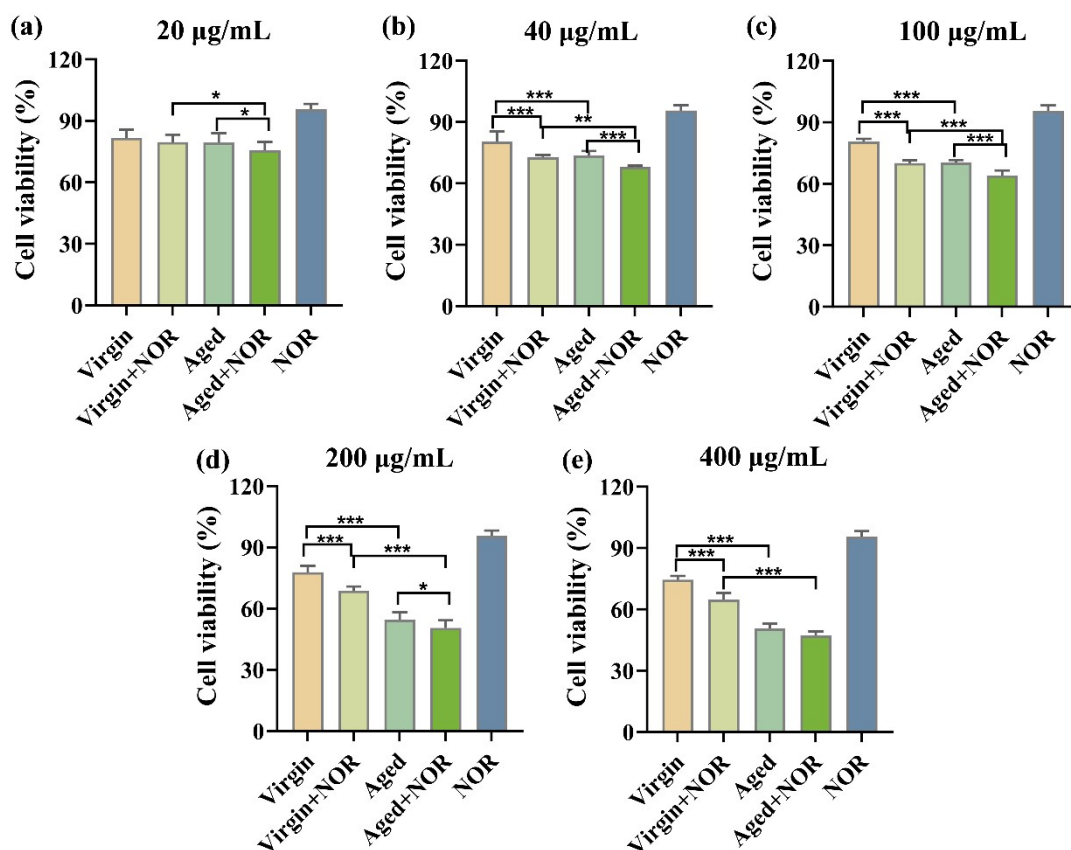 (a) 20 μg/mL
Cell viability (%)
120
90
60
30
0
*
*
Virgin
Virgin+NOR
Aged
Aged+NOR
NOR
(b) 40 μg/mL
Cell viability (%)
120
90
60
30
0
***
***
**
***
Virgin
Virgin+NOR
Aged
Aged+NOR
NOR
(c) 100 μg/mL
Cell viability (%)
120
90
60
30
0
***
***
***
***
Virgin
Virgin+NOR
Aged
Aged+NOR
NOR
(d) 200 μg/mL
Cell viability (%)
120
90
60
30
0
***
***
***
*
Virgin
Virgin+NOR
Aged
Aged+NOR
NOR
(e) 400 μg/mL
Cell viability (%)
120
90
60
30
0
***
***
***
Virgin
Virgin+NOR
Aged
Aged+NOR
NOR